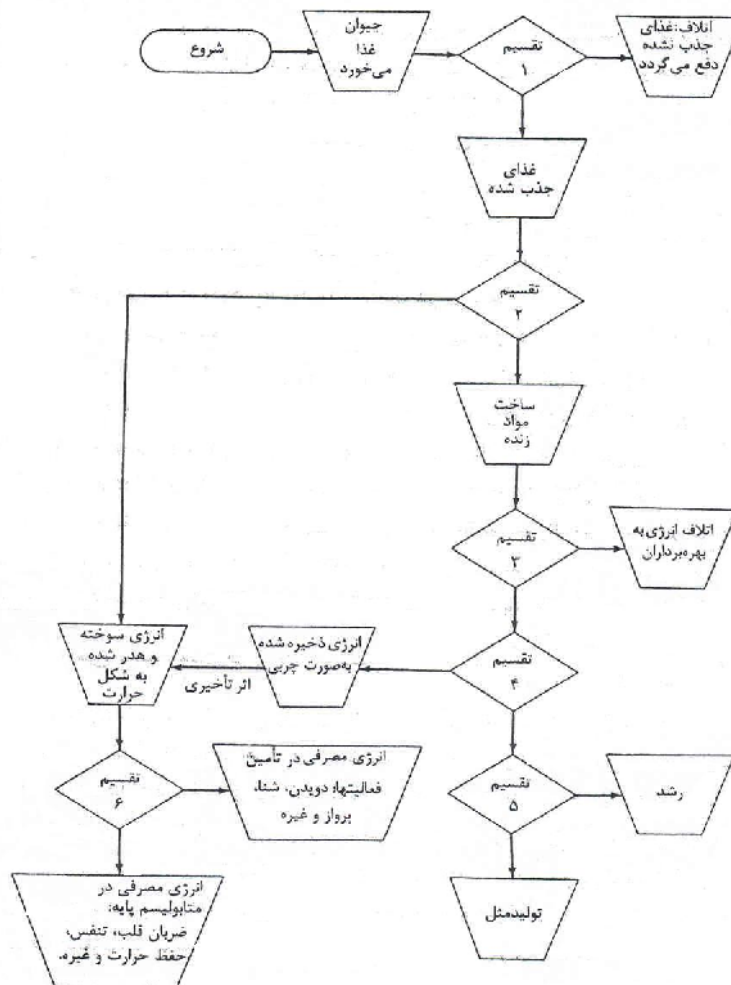 شروع
جیوان
غذا
می‌خورد
تقسیم
۱
اتلاف:غذای
جذب نشده
دفع می‌گردد
غذای
جذب شده
تقسیم
۲
ساخت
مواد
زنده
تقسیم
۳
اتلاف انرژی به
بهره‌برداران
تقسیم
۴
انرژی ذخیره شده
به‌صورت چربی
اثر تأخیری
انرژی سوخته
و هدر شده
به شکل
حرارت
تقسیم
۵
رشد
تولیدمثل
تقسیم
۶
انرژی مصرفی در تأمین
فعالیتها؛ دویدن، شنا،
پرواز و غیره
انرژی مصرفی در
متابولیسم پایه:
ضربان قلب، تنفس،
حفظ حرارت و غیره.